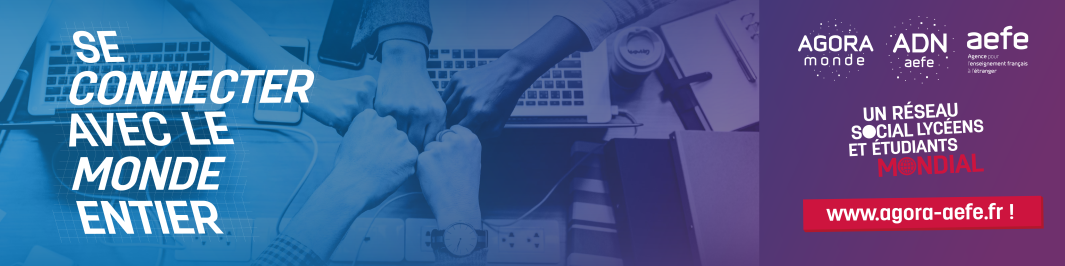 SE
CONNECTER
AVEC LE
MONDE
ENTIER
AGORA
monde
ADN
aefe
aefe
Agence pour
l'enseignement français
à l'étranger
UN RÉSEAU
SOCIAL LYCÉENS
ET ÉTUDIANTS
MONDIAL
www.agora-aefe.fr !